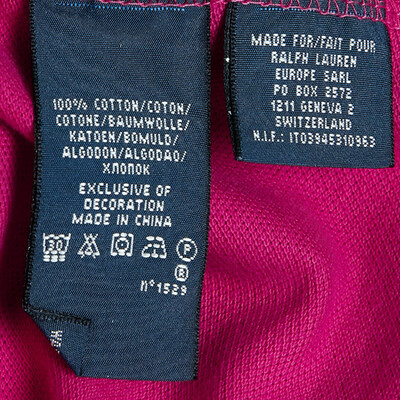 100% COTTON/COTON/
COTONE/BAUMWOLLE/
KATOEN/BOMULD/
ALGODON/ALGODAO/
ХЛОПОК
EXCLUSIVE OF
DECORATION
MADE IN CHINA
30
P
R
n°1529
MADE FOR/FAIT POUR
RALPH LAUREN
EUROPE SARL
PO BOX 2572
1211 GENEVA 2
SWITZERLAND
N.I.F.: IT03945310963